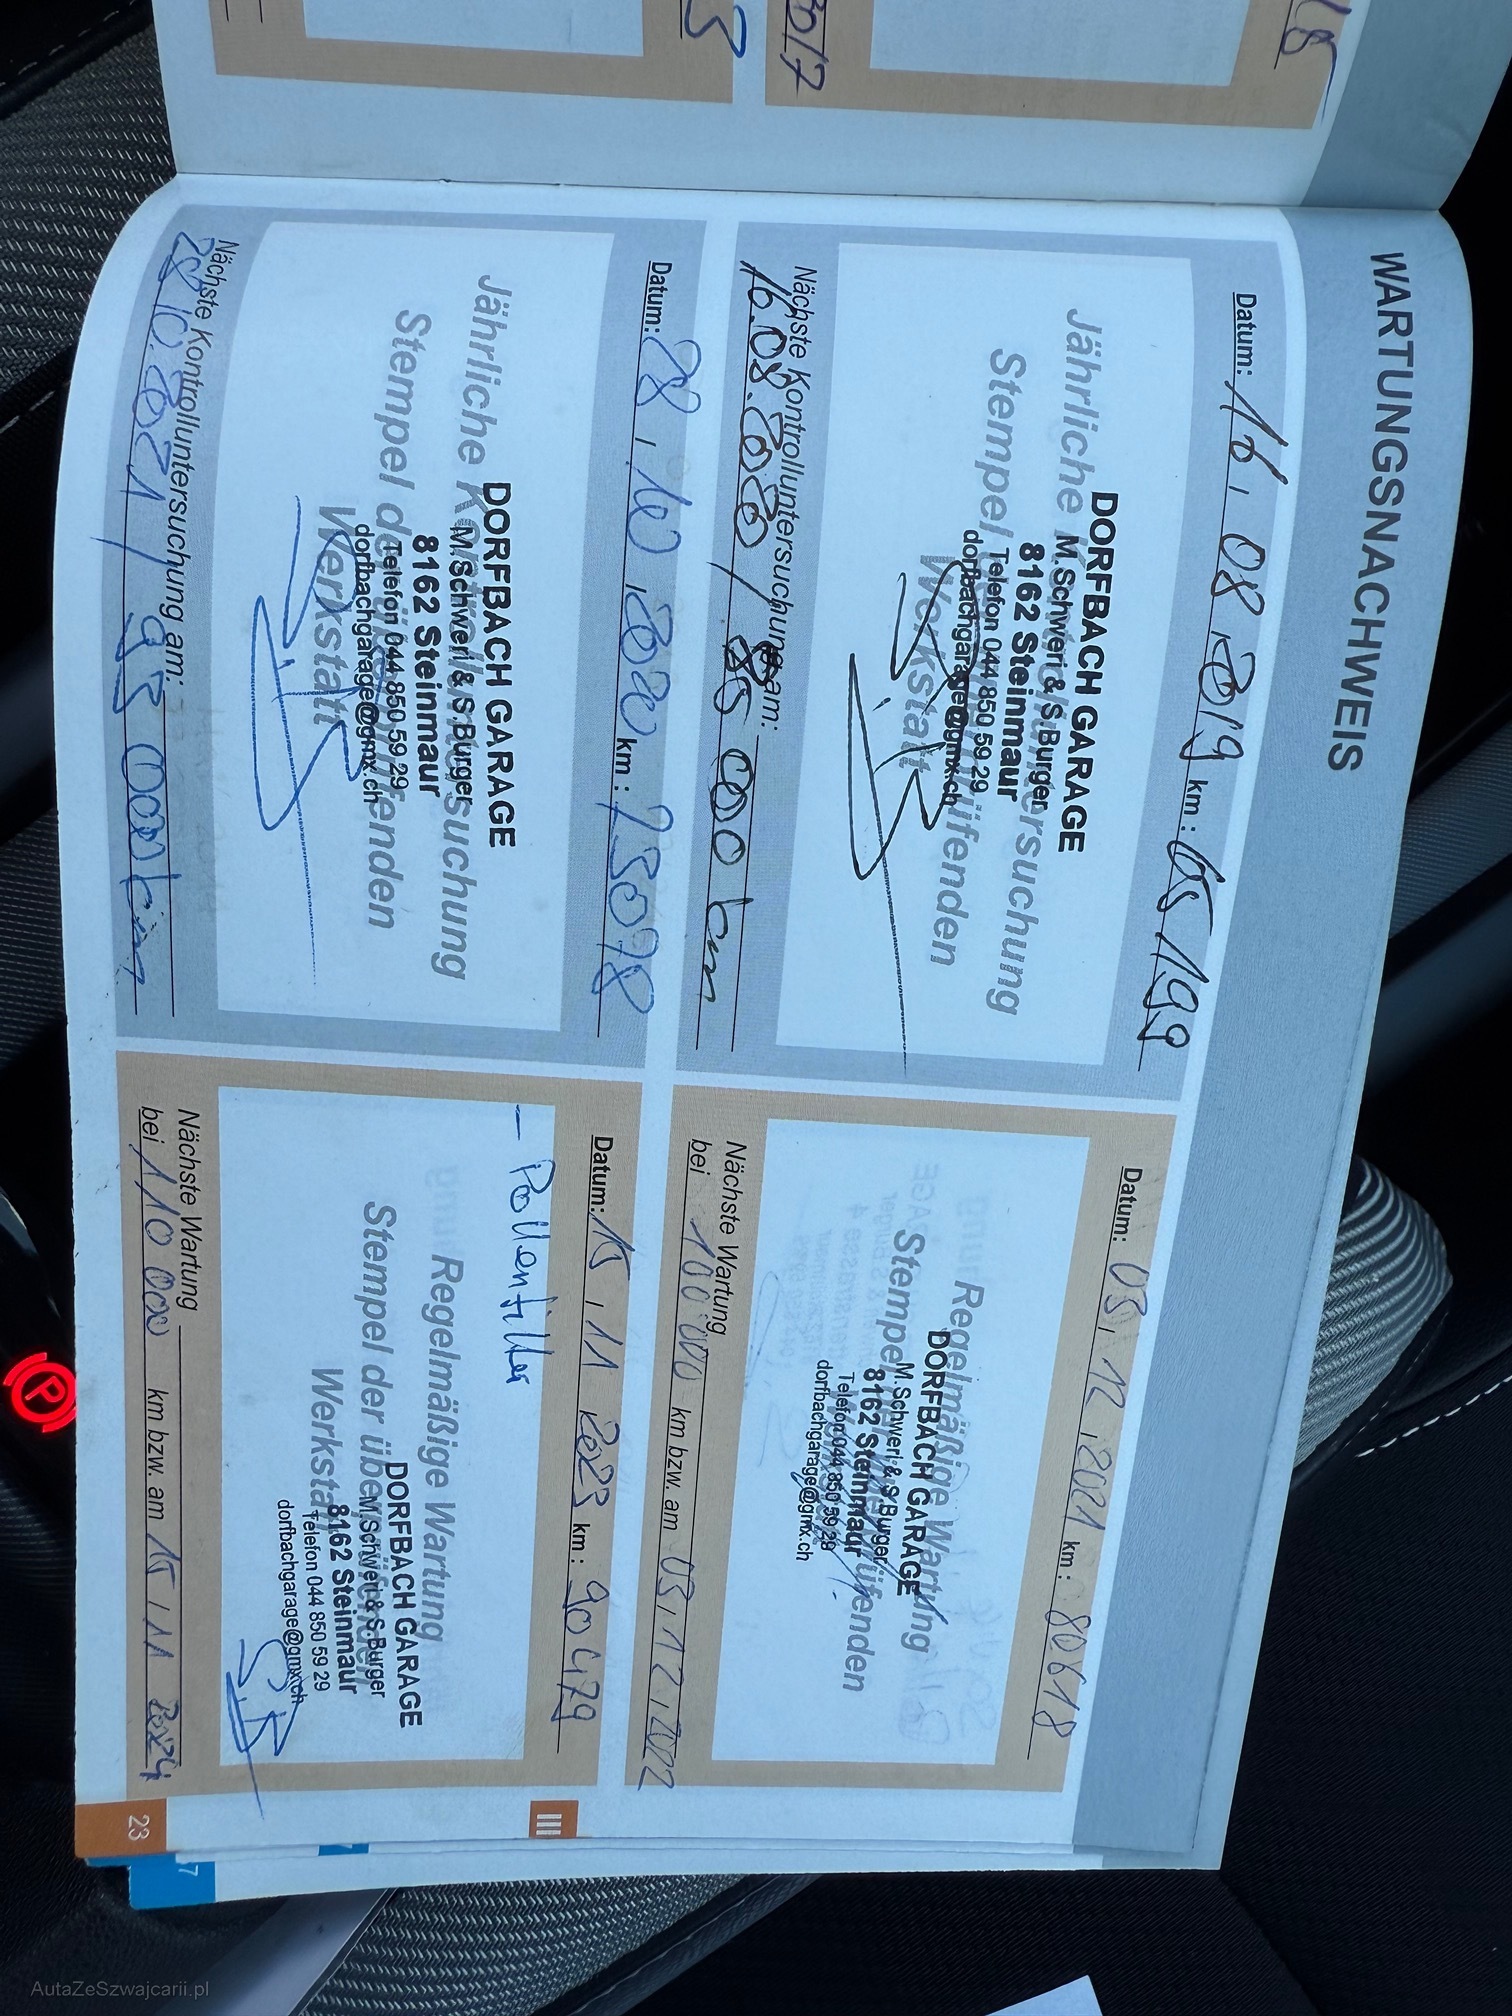 WARTUNGSNACHWEIS
Datum: 16.08.2019 km: 65199
Jährliche Kontrolluntersuchung
Stempel der überprüfenden
Werkstatt
DORFBACH GARAGE
M.Schweri & S.Burger
8162 Steinmaur
Telefon 044 850 59 29
dorfbachgarage@gmx.ch
Nächste Kontrolluntersuchung am:
16.08.2020 / 85 000 km
Datum: 28.10.2020 km: 73078
Jährliche Kontrolluntersuchung
Stempel der überprüfenden
Werkstatt
DORFBACH GARAGE
M.Schweri & S.Burger
8162 Steinmaur
Telefon 044 850 59 29
dorfbachgarage@gmx.ch
Nächste Kontrolluntersuchung am:
28.10.2021 / 93 000 km
Datum: 03.12.2021 km: 80618
Regelmäßige Wartung
Stempel der überprüfenden
DORFBACH GARAGE
M.Schweri & S.Burger
8162 Steinmaur
Telefon 044 850 59 29
dorfbachgarage@gmx.ch
Nächste Wartung
bei 100 000 km bzw. am 03.12.2022
Datum: 15.11.2023 km: 90479
- Pollenfilter
Regelmäßige Wartung
Stempel der überprüfenden
Werkstatt
DORFBACH GARAGE
M.Schweri & S.Burger
8162 Steinmaur
Telefon 044 850 59 29
dorfbachgarage@gmx.ch
Nächste Wartung
bei 110 000 km bzw. am 15.11.2024
III
23
P
AutaZeSzwajcarii.pl